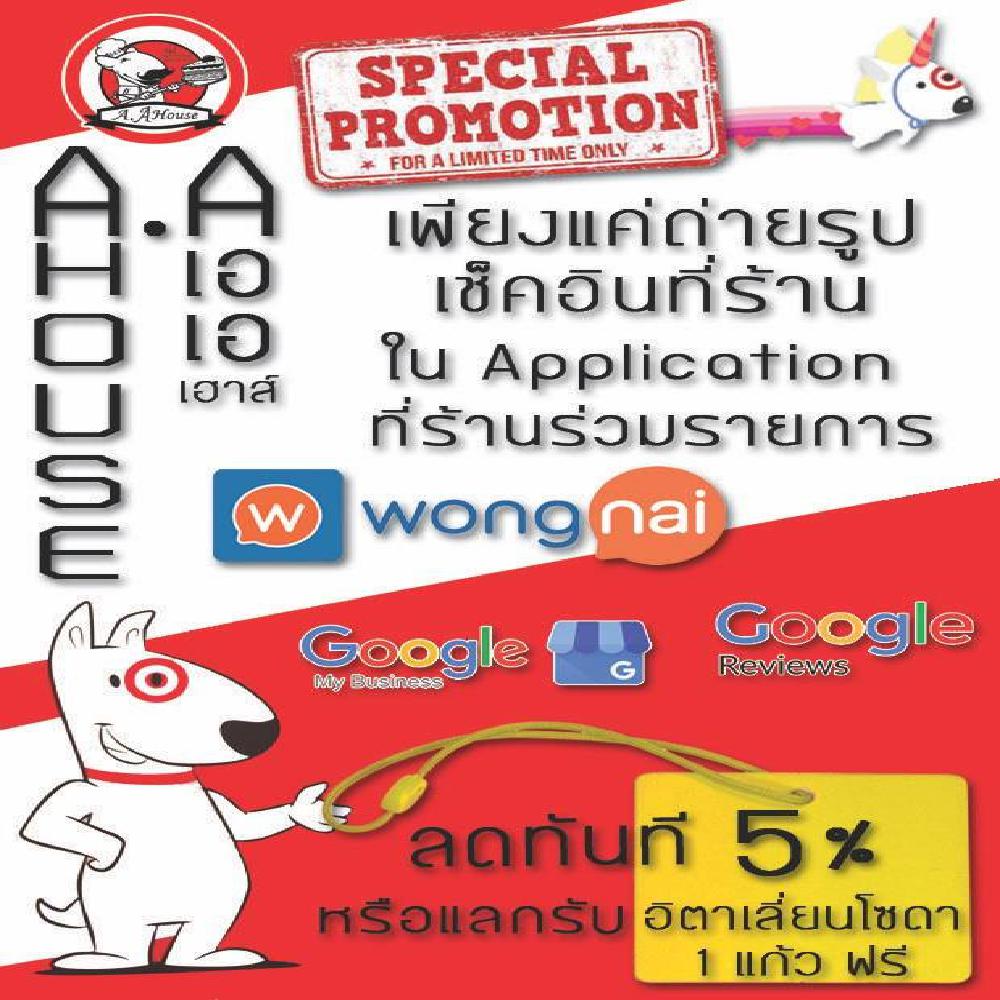 A.A House
SPECIAL
PROMOTION
FOR A LIMITED TIME ONLY
A.A
HOUSE
เอ
เอ
เฮาส์
เพียงแค่ถ่ายรูป
เช็คอินที่ร้าน
ใน Application
ที่ร้านร่วมรายการ
W wongnai
Google
My Business
G
Google
Reviews
ลดทันที 5%
หรือแลกรับ อิตาเลี่ยนโซดา
1 แก้ว ฟรี